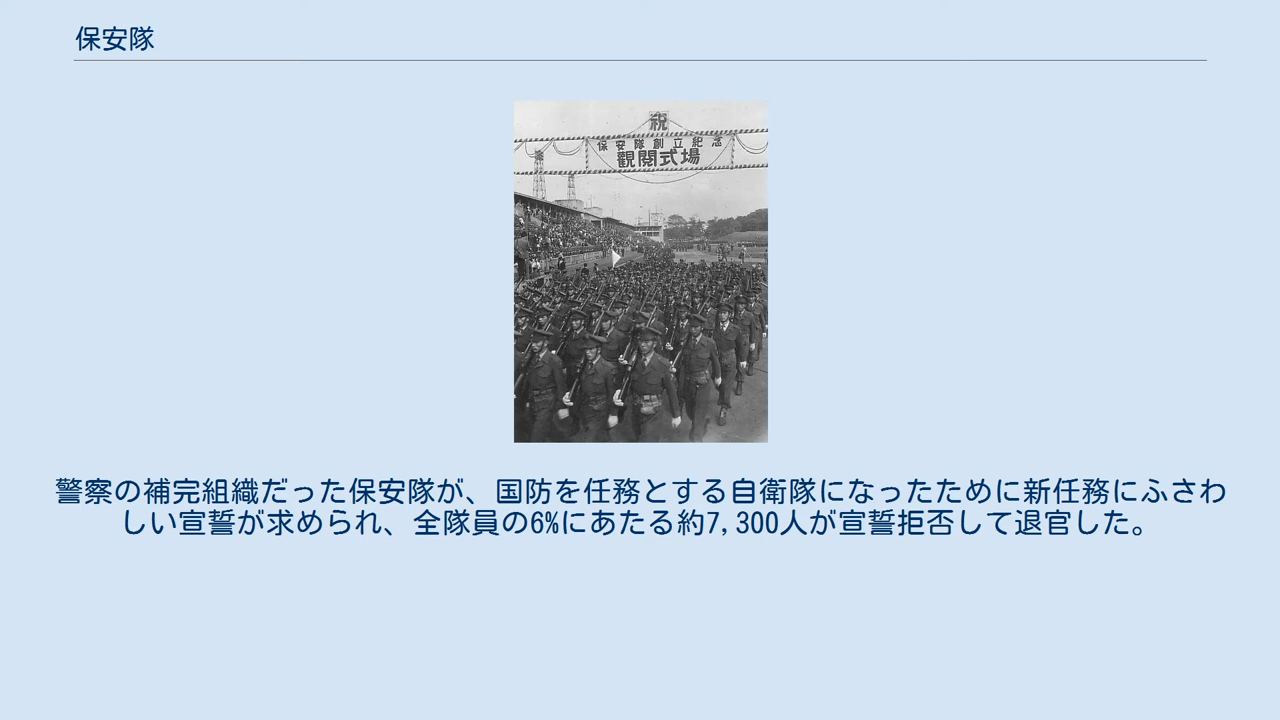 保安隊
祝
保安隊創立紀念
観閲式場
警察の補完組織だった保安隊が、国防を任務とする自衛隊になったために新任務にふさわ
しい宣誓が求められ、全隊員の6%にあたる約7,300人が宣誓拒否して退官した。